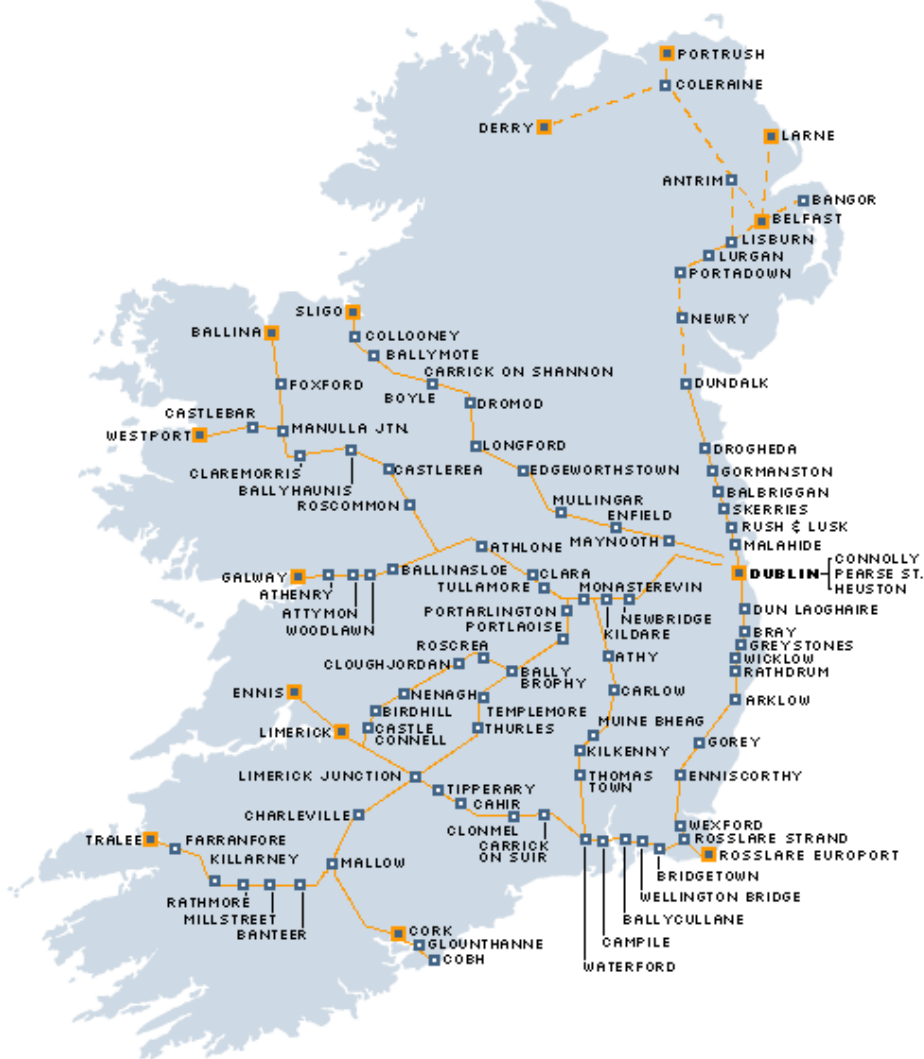 PORTRUSH
COLERAINE
DERRY
LARNE
ANTRIM
BANGOR
BELFAST
LISBURN
LURGAN
PORTADOWN
SLIGO
NEWRY
BALLINA
COLLOONEY
BALLYMOTE
CARRICK ON SHANNON
FOXFORD
BOYLE
DUNDALK
DROMOD
CASTLEBAR
WESTPORT
MANULLA JTN.
LONGFORD
DROGHEDA
CLAREMORRIS
CASTLEREA
EDGEWORTHSTOWN
GORMANSTON
BALLYHAUNIS
BALBRIGGAN
ROSCOMMON
MULLINGAR
SKERRIES
ENFIELD
RUSH & LUSK
MAYNOOTH
ATHLONE
MALAHIDE
CONNOLLY
GALWAY
BALLINASLOE
CLARA
DUBLIN
PEARSE ST.
ATHENRY
TULLAMORE
MONASTEREVIN
HEUSTON
ATTYMON
PORTARLINGTON
NEWBRIDGE
DUN LAOGHAIRE
WOODLAWN
PORTLAOISE
KILDARE
BRAY
ROSCREA
GREYSTONES
CLOUGHJORDAN
ATHY
WICKLOW
BALLY
BROPHY
RATHDRUM
ENNIS
NENAGH
CARLOW
ARKLOW
BIRDHILL
TEMPLEMORE
MUINE BHEAG
LIMERICK
CASTLE
CONNELL
THURLES
GOREY
KILKENNY
LIMERICK JUNCTION
THOMAS
TOWN
ENNISCORTHY
TIPPERARY
CAHIR
CHARLEVILLE
CLONMEL
WEXFORD
TRALEE
FARRANFORE
CARRICK
ON SUIR
ROSSLARE STRAND
KILLARNEY
MALLOW
ROSSLARE EUROPORT
BRIDGETOWN
RATHMORE
WELLINGTON BRIDGE
MILLSTREET
BALLYCULLANE
BANTEER
CORK
GLOUNTHANNE
CAMPILE
COBH
WATERFORD